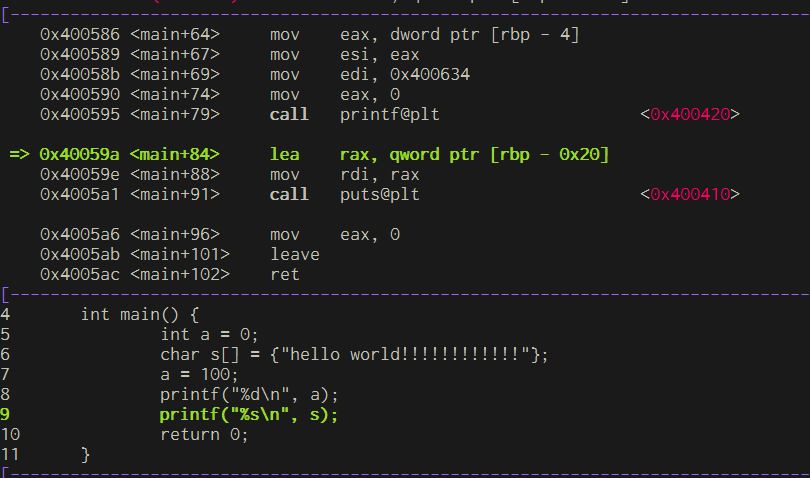 0x400586 <main+64> mov eax, dword ptr [rbp - 4]
0x400589 <main+67> mov esi, eax
0x40058b <main+69> mov edi, 0x400634
0x400590 <main+74> mov eax, 0
0x400595 <main+79> call printf@plt <0x400420>
=> 0x40059a <main+84> lea rax, qword ptr [rbp - 0x20]
0x40059e <main+88> mov rdi, rax
0x4005a1 <main+91> call puts@plt <0x400410>
0x4005a6 <main+96> mov eax, 0
0x4005ab <main+101> leave
0x4005ac <main+102> ret
4 int main() {
5 int a = 0;
6 char s[] = {"hello world!!!!!!!!!!!!"};
7 a = 100;
8 printf("%d\n", a);
9 printf("%s\n", s);
10 return 0;
11 }